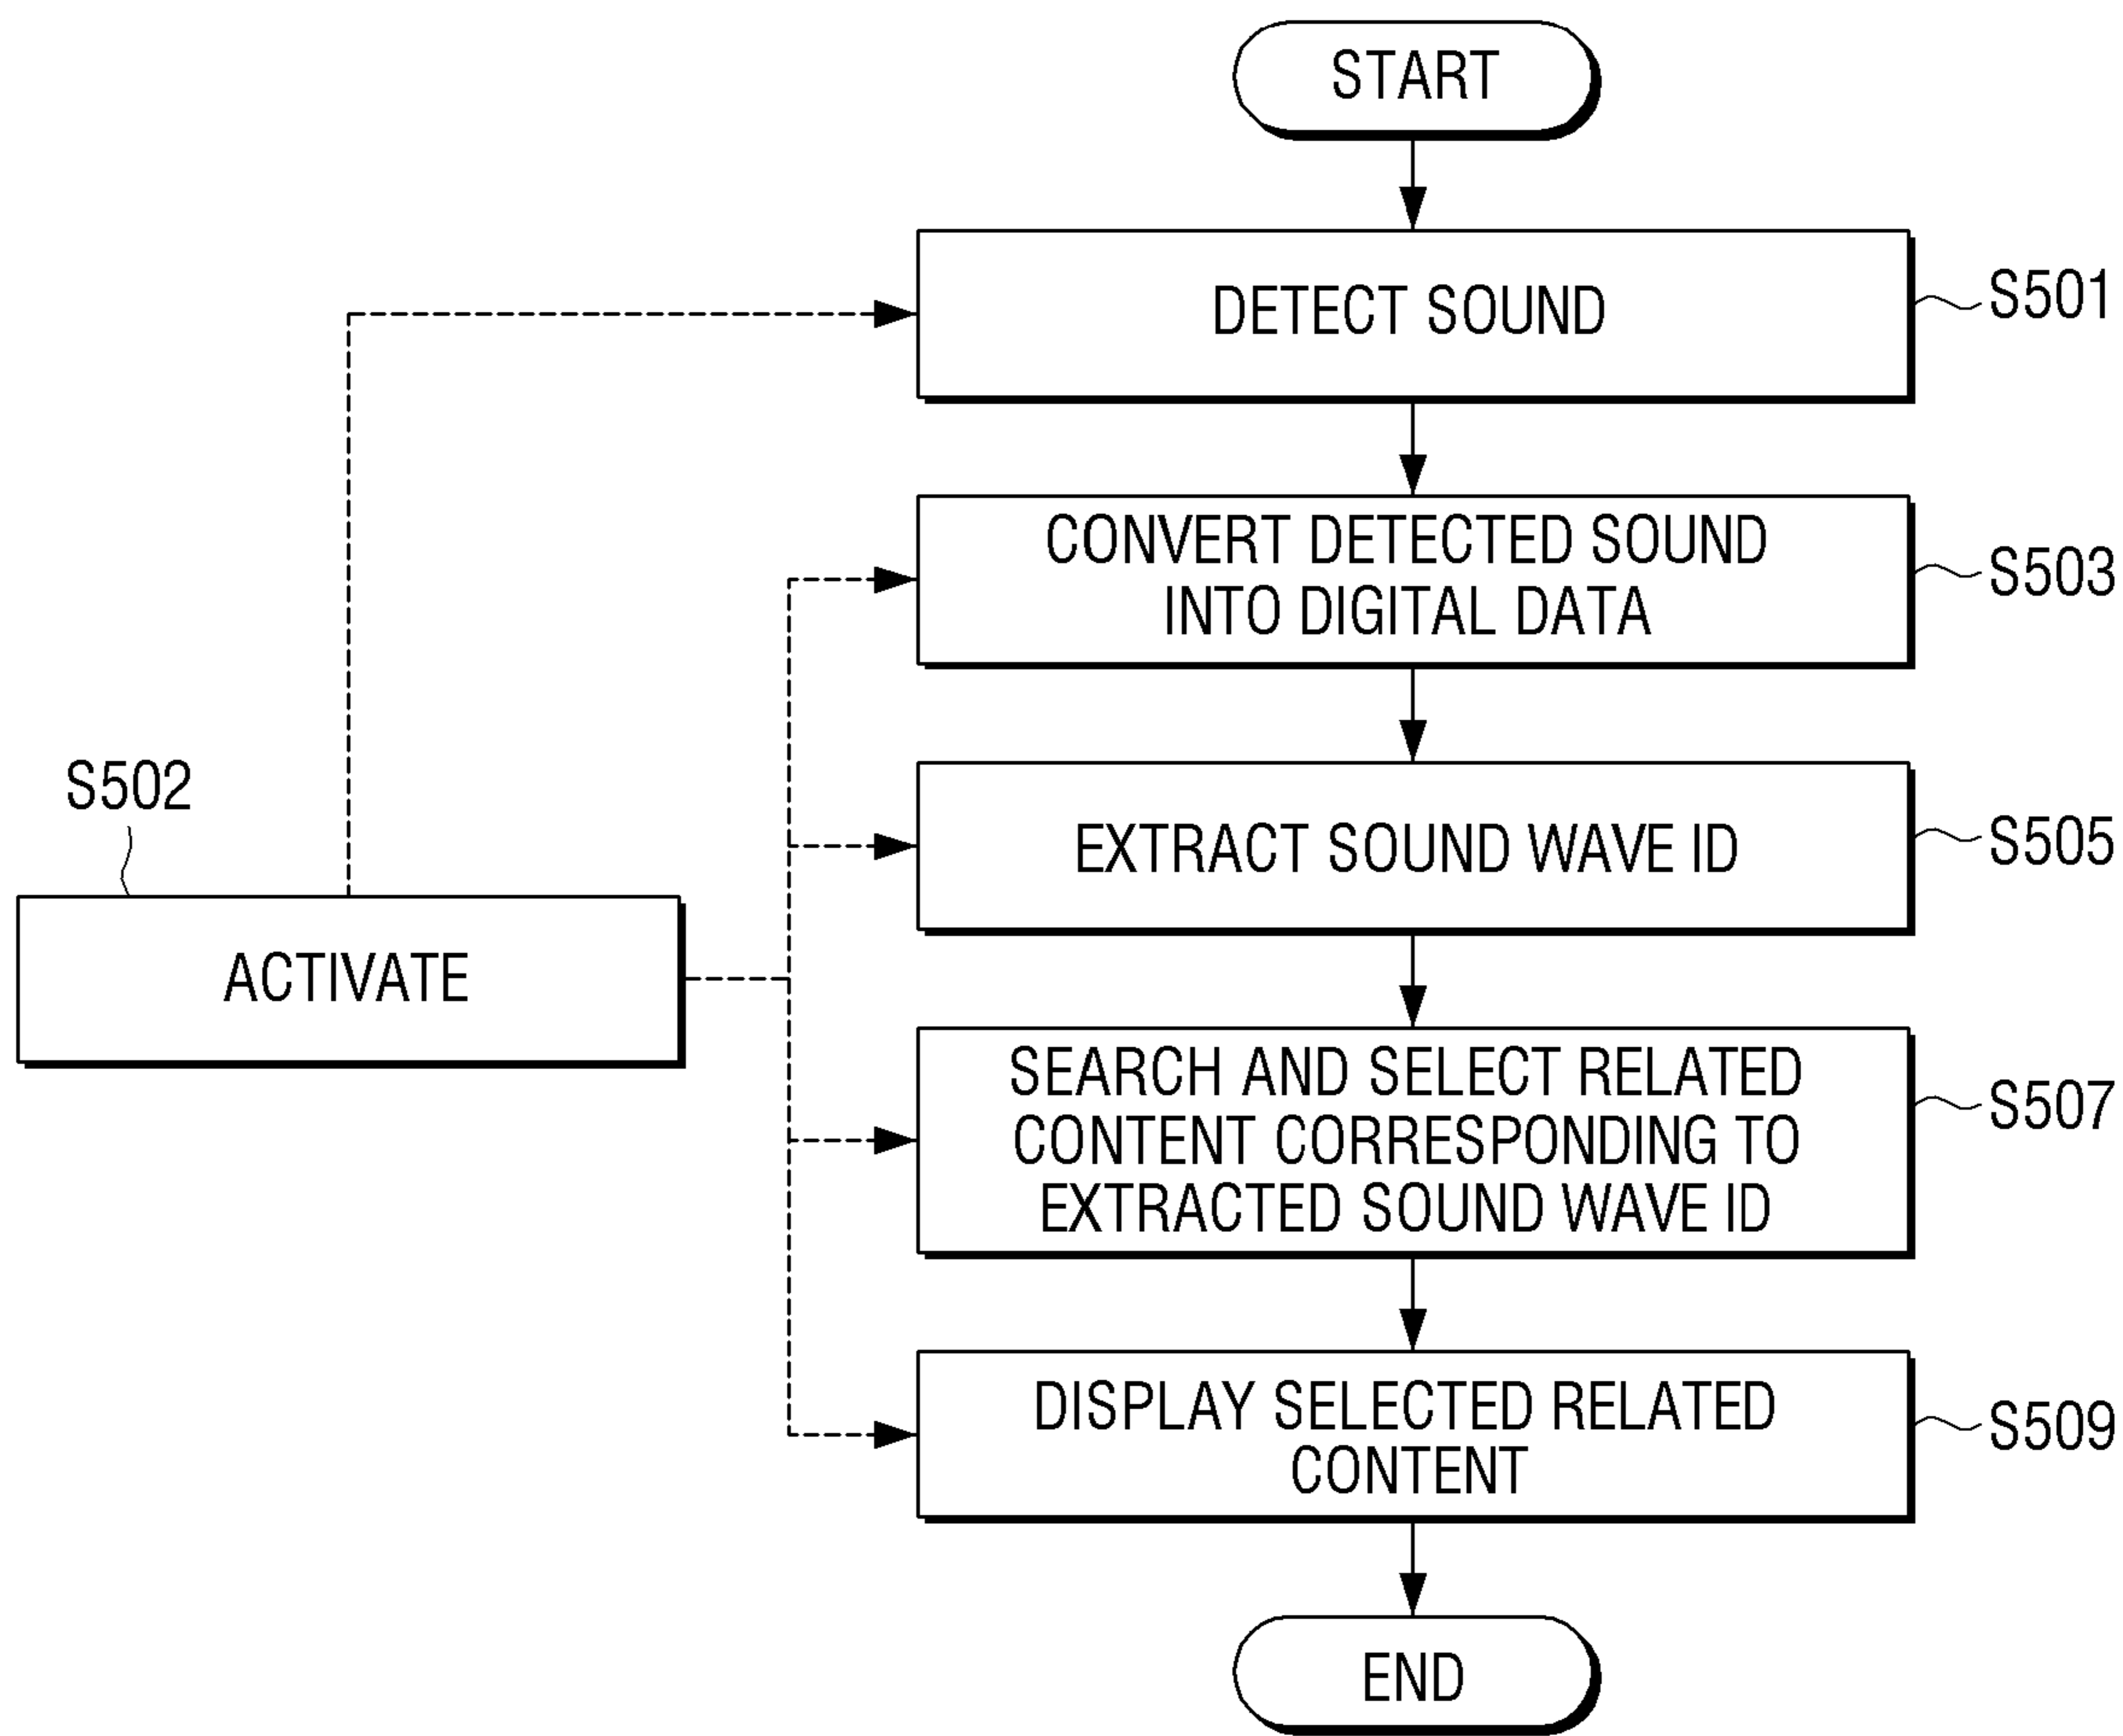 START
DETECT SOUND
S501
CONVERT DETECTED SOUND
INTO DIGITAL DATA
S503
S502
ACTIVATE
EXTRACT SOUND WAVE ID
S505
SEARCH AND SELECT RELATED
CONTENT CORRESPONDING TO
EXTRACTED SOUND WAVE ID
S507
DISPLAY SELECTED RELATED
CONTENT
S509
END